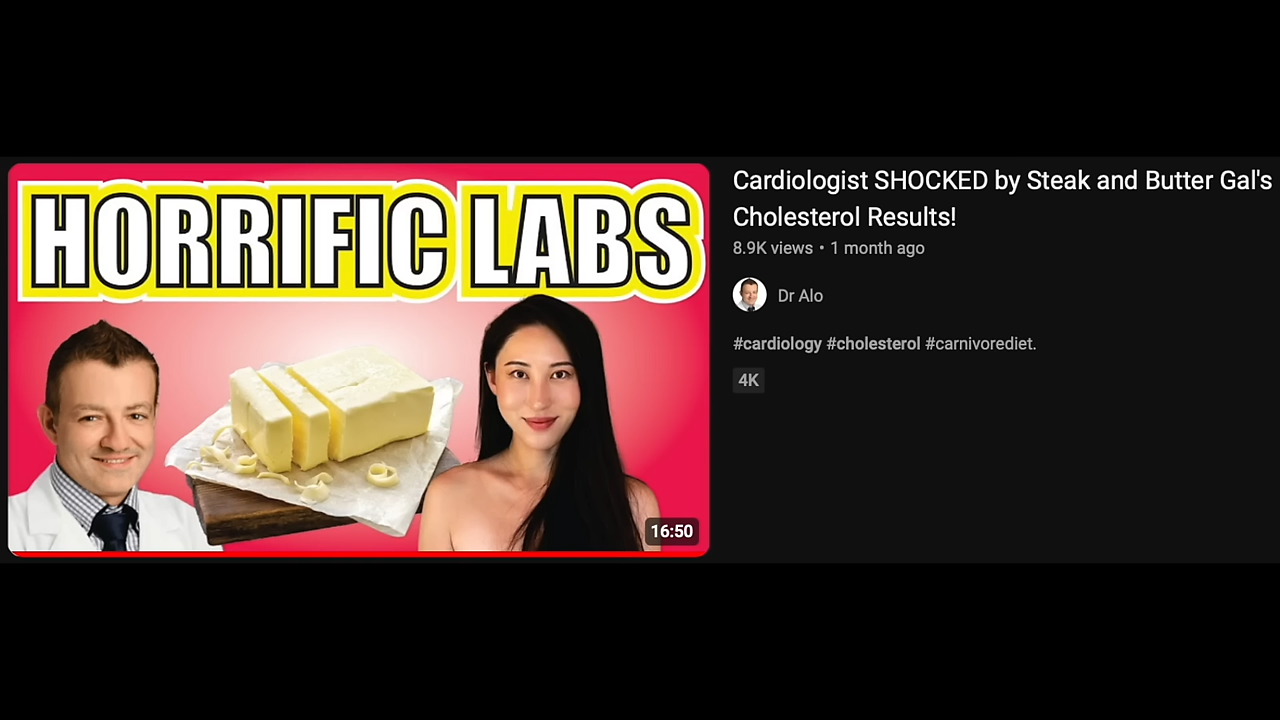 HORRIFIC LABS
16:50
Cardiologist SHOCKED by Steak and Butter Gal's
Cholesterol Results!
8.9K views • 1 month ago
Dr Alo
#cardiology #cholesterol #carnivorediet.
4K